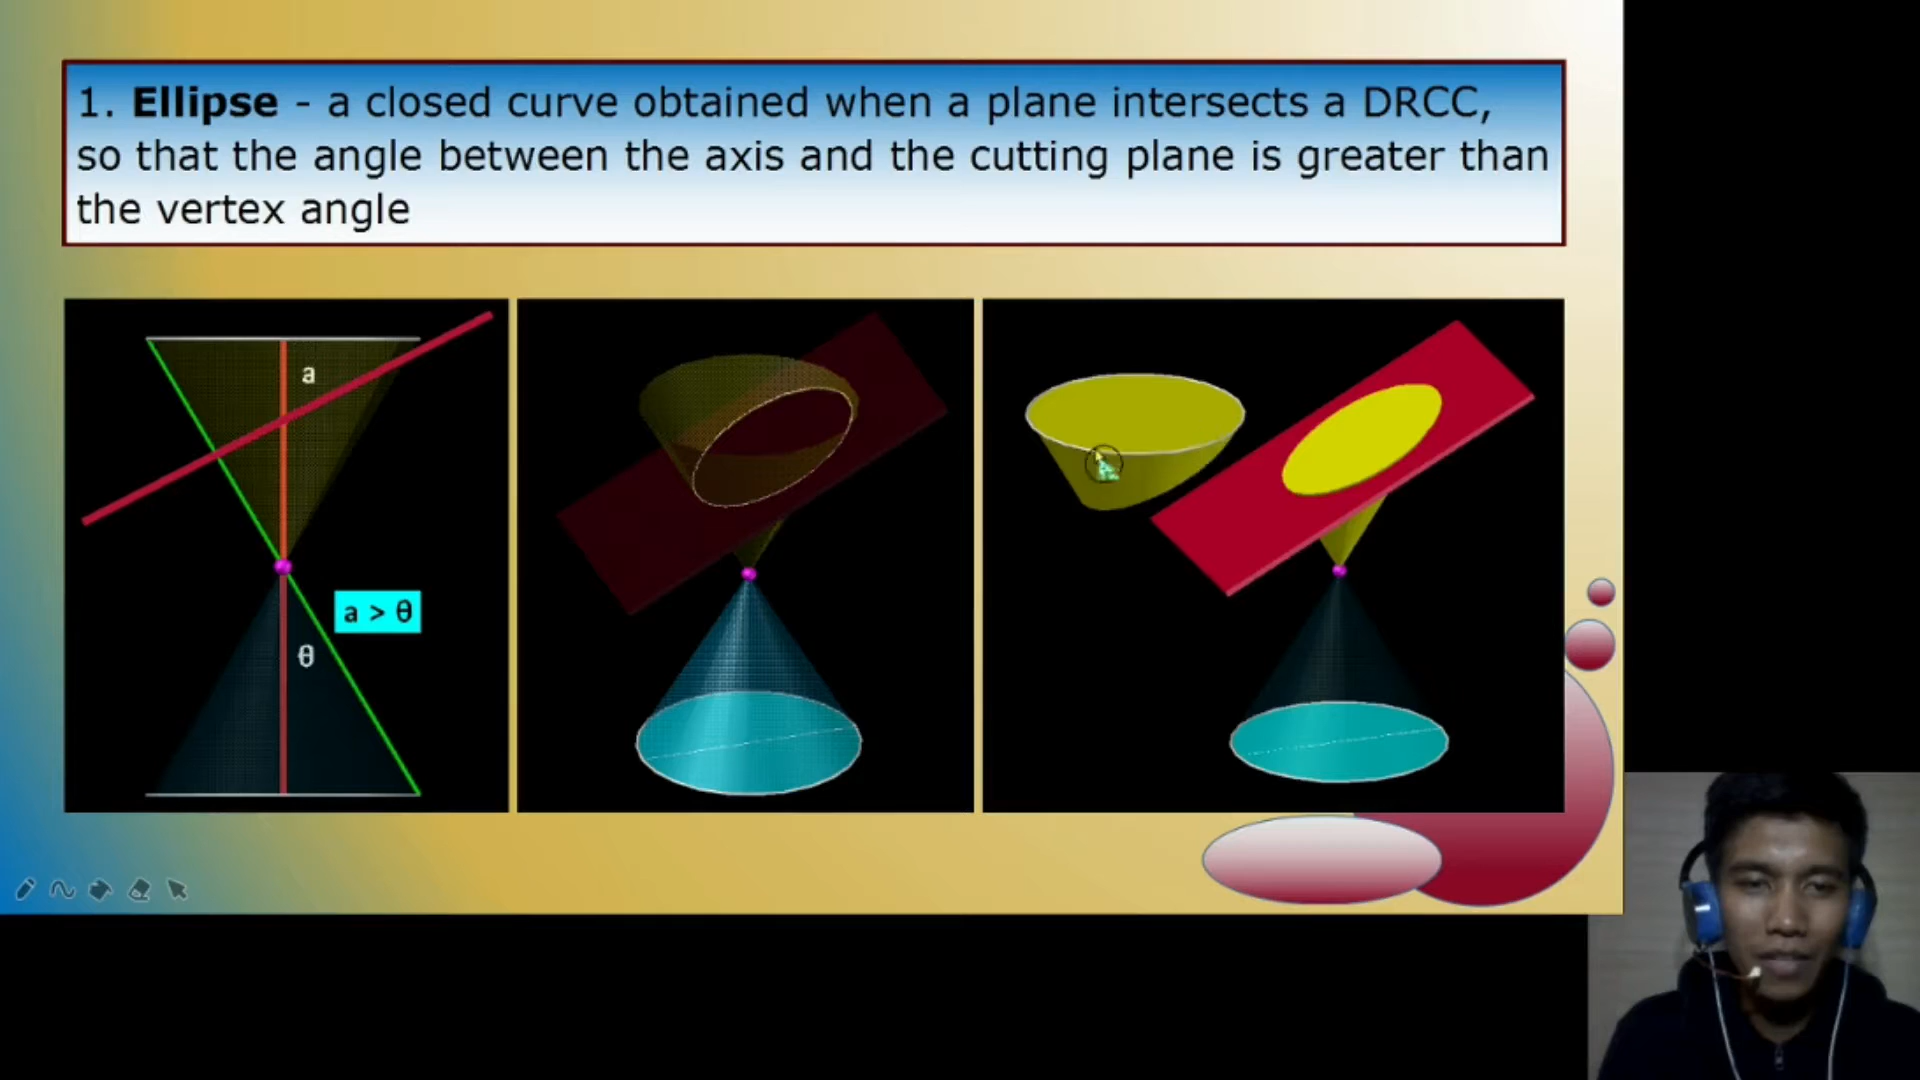 1. Ellipse - a closed curve obtained when a plane intersects a DRCC,
so that the angle between the axis and the cutting plane is greater than
the vertex angle
a
a > θ
θ